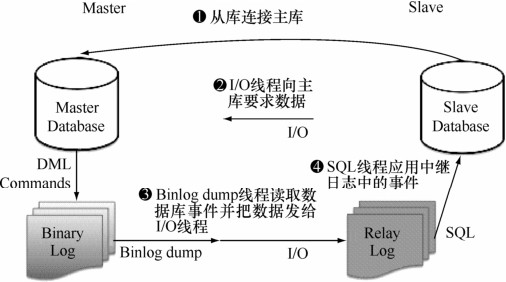 Master
Slave
❶ 从库连接主库
❷ I/O线程向主
库要求数据
I/O
Master
Database
Slave
Database
DML
Commands
❸ Binlog dump线程读取数
据库事件并把数据发给
I/O线程
❹ SQL线程应用中继
日志中的事件
Binary
Log
Binlog dump
I/O
Relay
Log
SQL